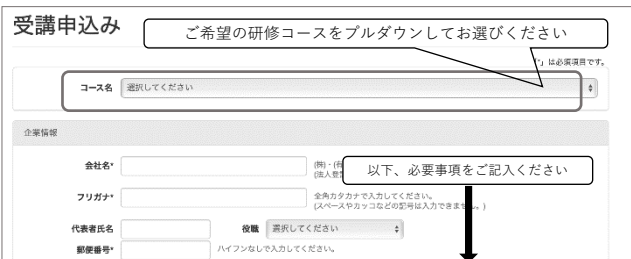 受講申込み
ご希望の研修コースをプルダウンしてお選びください
」は必須項目です。
コース名 選択してください
企業情報
会社名*
以下、必要事項をご記入ください
フリガナ* 全角カタカナで入力してください。
(スペースやカッコなどの記号は入力できません。)
代表者氏名 役職 選択してください
郵便番号* ハイフンなしで入力してください。